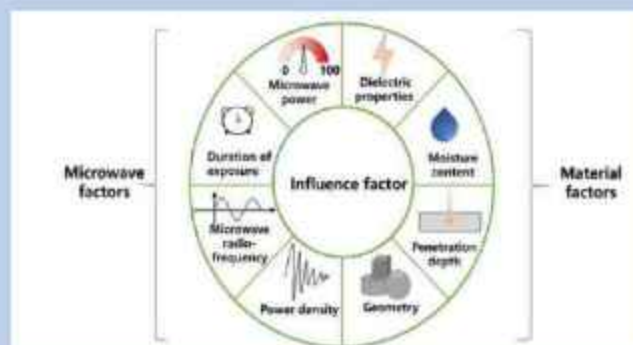 0 100
Microwave
power
Dielectric
properties
Duration of
exposure
Moisture
content
Microwave
factors
Influence factor
Material
factors
Microwave
radio-
frequency
Penetration
depth
Power density
Geometry